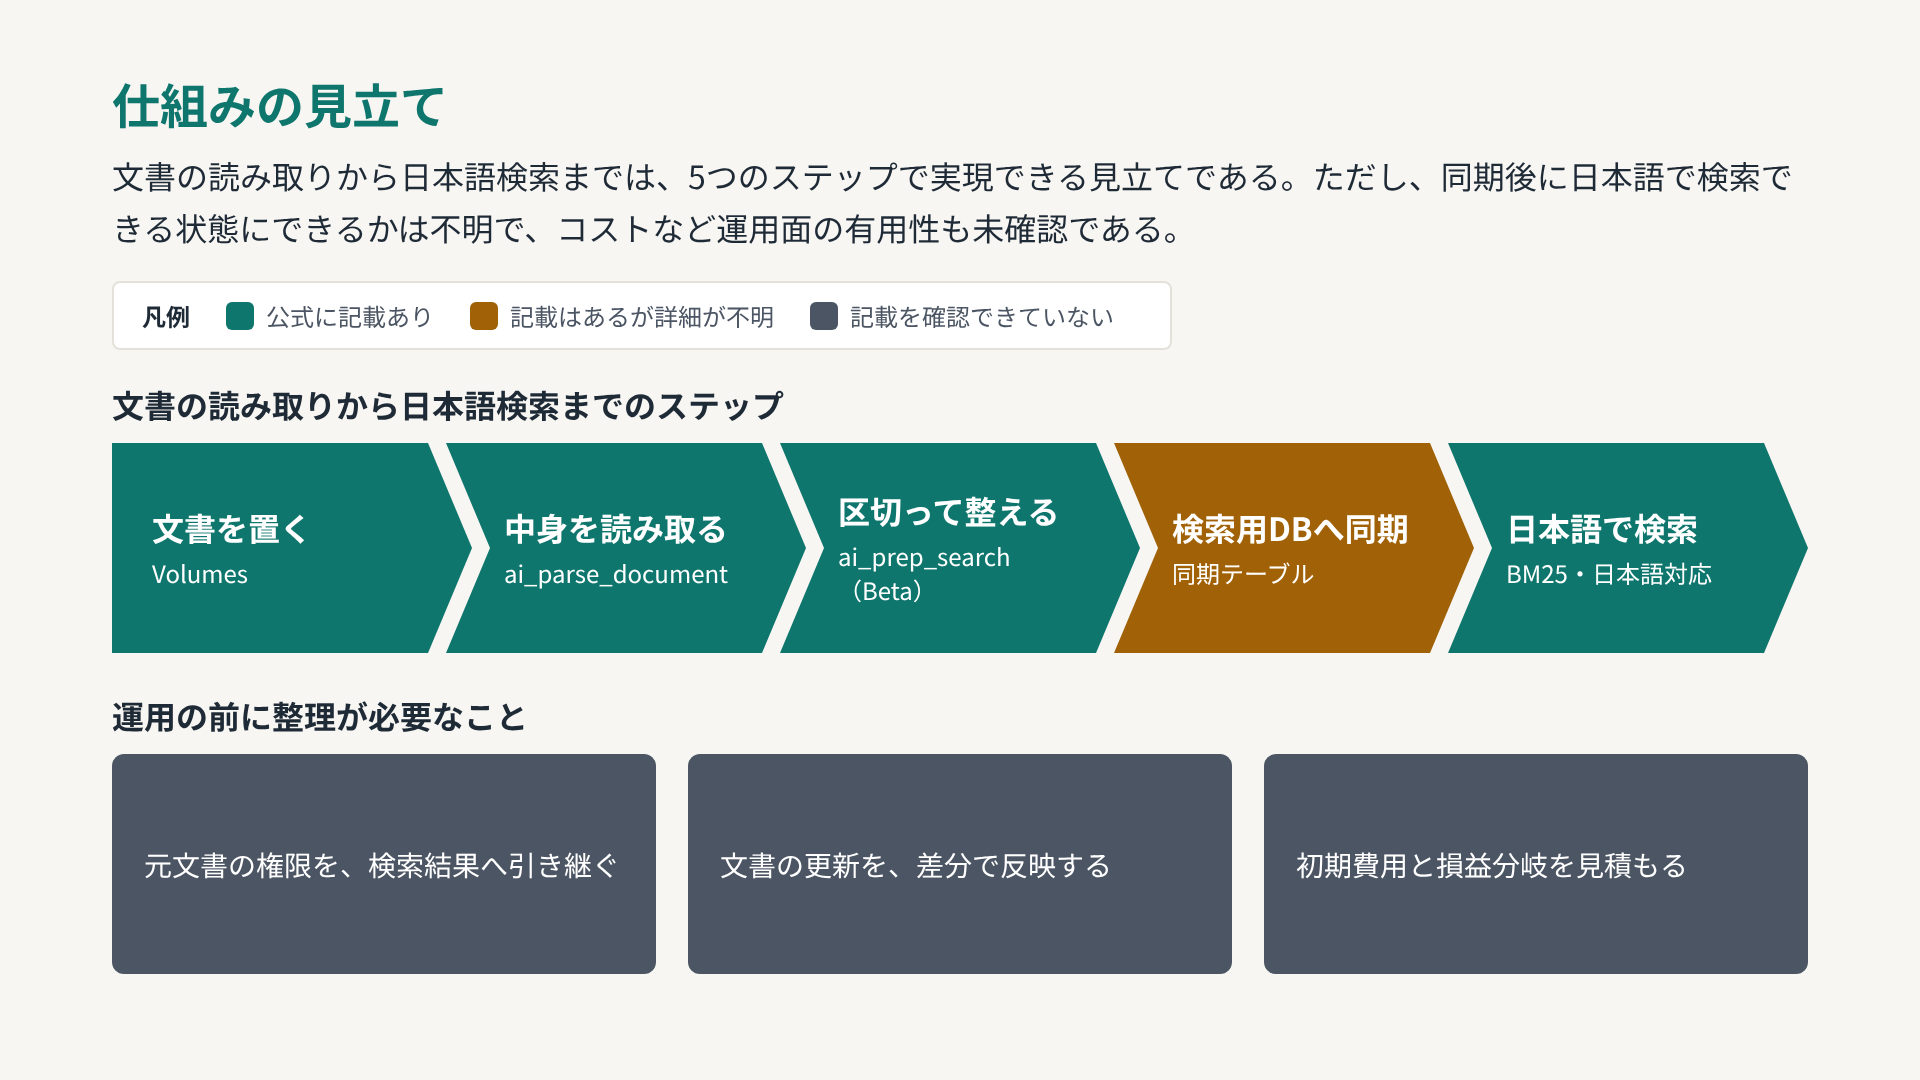 仕組みの見立て
文書の読み取りから日本語検索までは、5つのステップで実現できる見立てである。ただし、同期後に日本語で検索で
きる状態にできるかは不明で、コストなど運用面の有用性も未確認である。
凡例 公式に記載あり 記載はあるが詳細が不明 記載を確認できていない
文書の読み取りから日本語検索までのステップ
文書を置く
Volumes
中身を読み取る
ai_parse_document
区切って整える
ai_prep_search
（Beta）
検索用DBへ同期
同期テーブル
日本語で検索
BM25・日本語対応
運用の前に整理が必要なこと
元文書の権限を、検索結果へ引き継ぐ
文書の更新を、差分で反映する
初期費用と損益分岐を見積もる